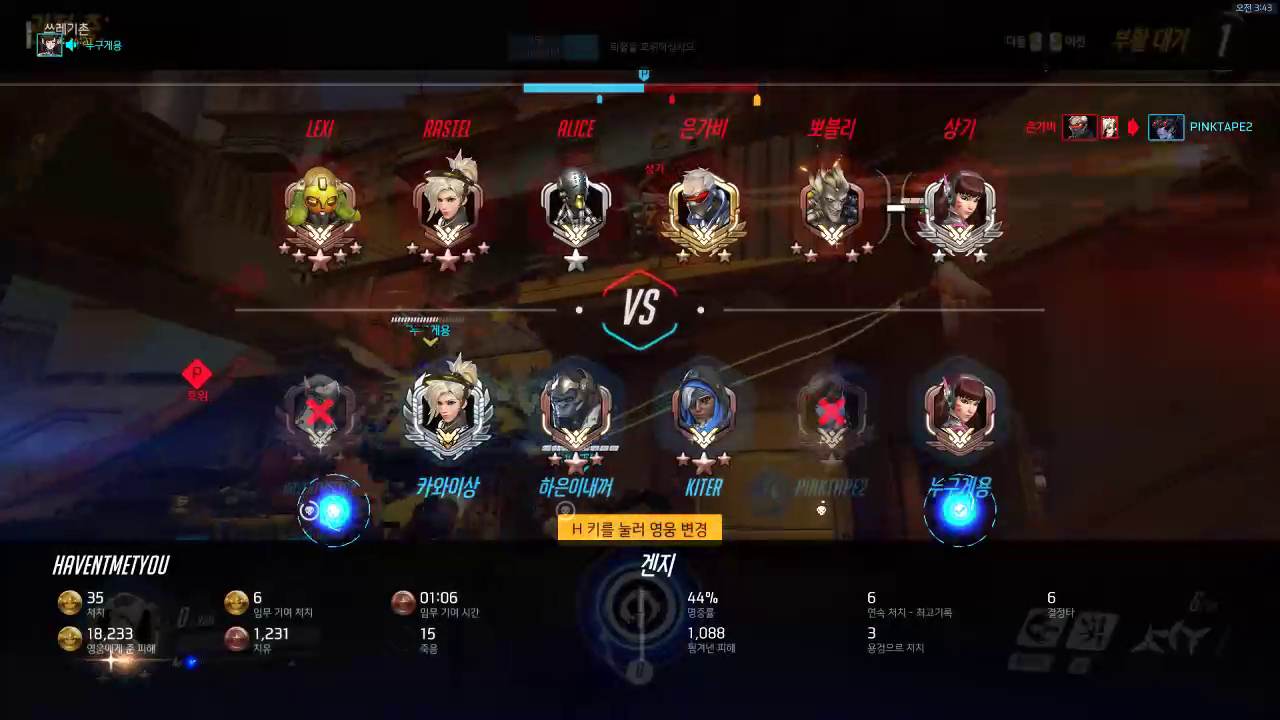 오전 3:43
쓰레기촌
누구게용
부활 대기
1
LEXI
RASTEL
ALICE
은가비
뽀블리
상기
은가비
PINKTAPE2
상기
VS
P
호위
카와이상
하은이내꺼
KITER
PINKTAPE2
누구게용
H 키를 눌러 영웅 변경
HAVENTMETYOU
겐지
35
처치
6
임무 기여 처치
01:06
임무 기여 시간
44%
명중률
6
연속 처치 - 최고기록
6
결정타
18,233
영웅에게 준 피해
1,231
치유
15
죽음
1,088
튕겨낸 피해
3
용검으로 처치